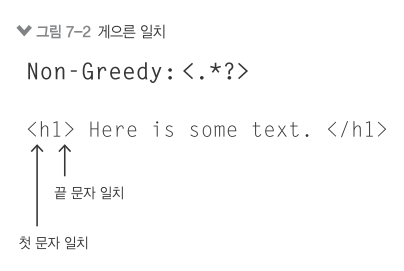 그림 7-2 게으른 일치
Non-Greedy: <.*?>
<h1> Here is some text. </h1>
끝 문자 일치
첫 문자 일치